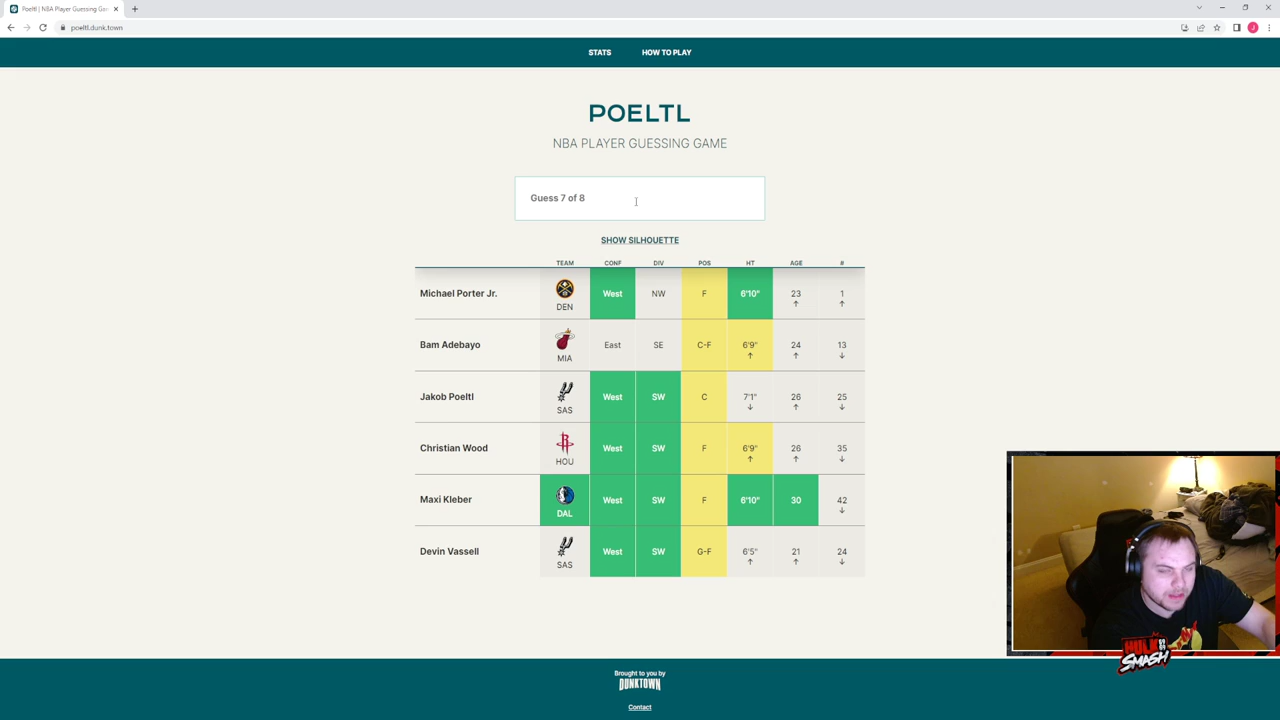 Poeltl | NBA Player Guessing Gam
poeltl.dunk.town
STATS HOW TO PLAY
POELTL
NBA PLAYER GUESSING GAME
Guess 7 of 8
SHOW SILHOUETTE
TEAM CONF DIV POS HT AGE #
Michael Porter Jr. DEN West NW F 6'10" 23 ↑ 1 ↑
Bam Adebayo MIA East SE C-F 6'9" ↑ 24 ↑ 13 ↓
Jakob Poeltl SAS West SW C 7'1" ↓ 26 ↑ 25 ↓
Christian Wood HOU West SW F 6'9" ↑ 26 ↑ 35 ↓
Maxi Kleber DAL West SW F 6'10" 30 42 ↓
Devin Vassell SAS West SW G-F 6'5" ↑ 21 ↑ 24 ↓
HULK
SMASH
Brought to you by
DUNKTOWN
Contact